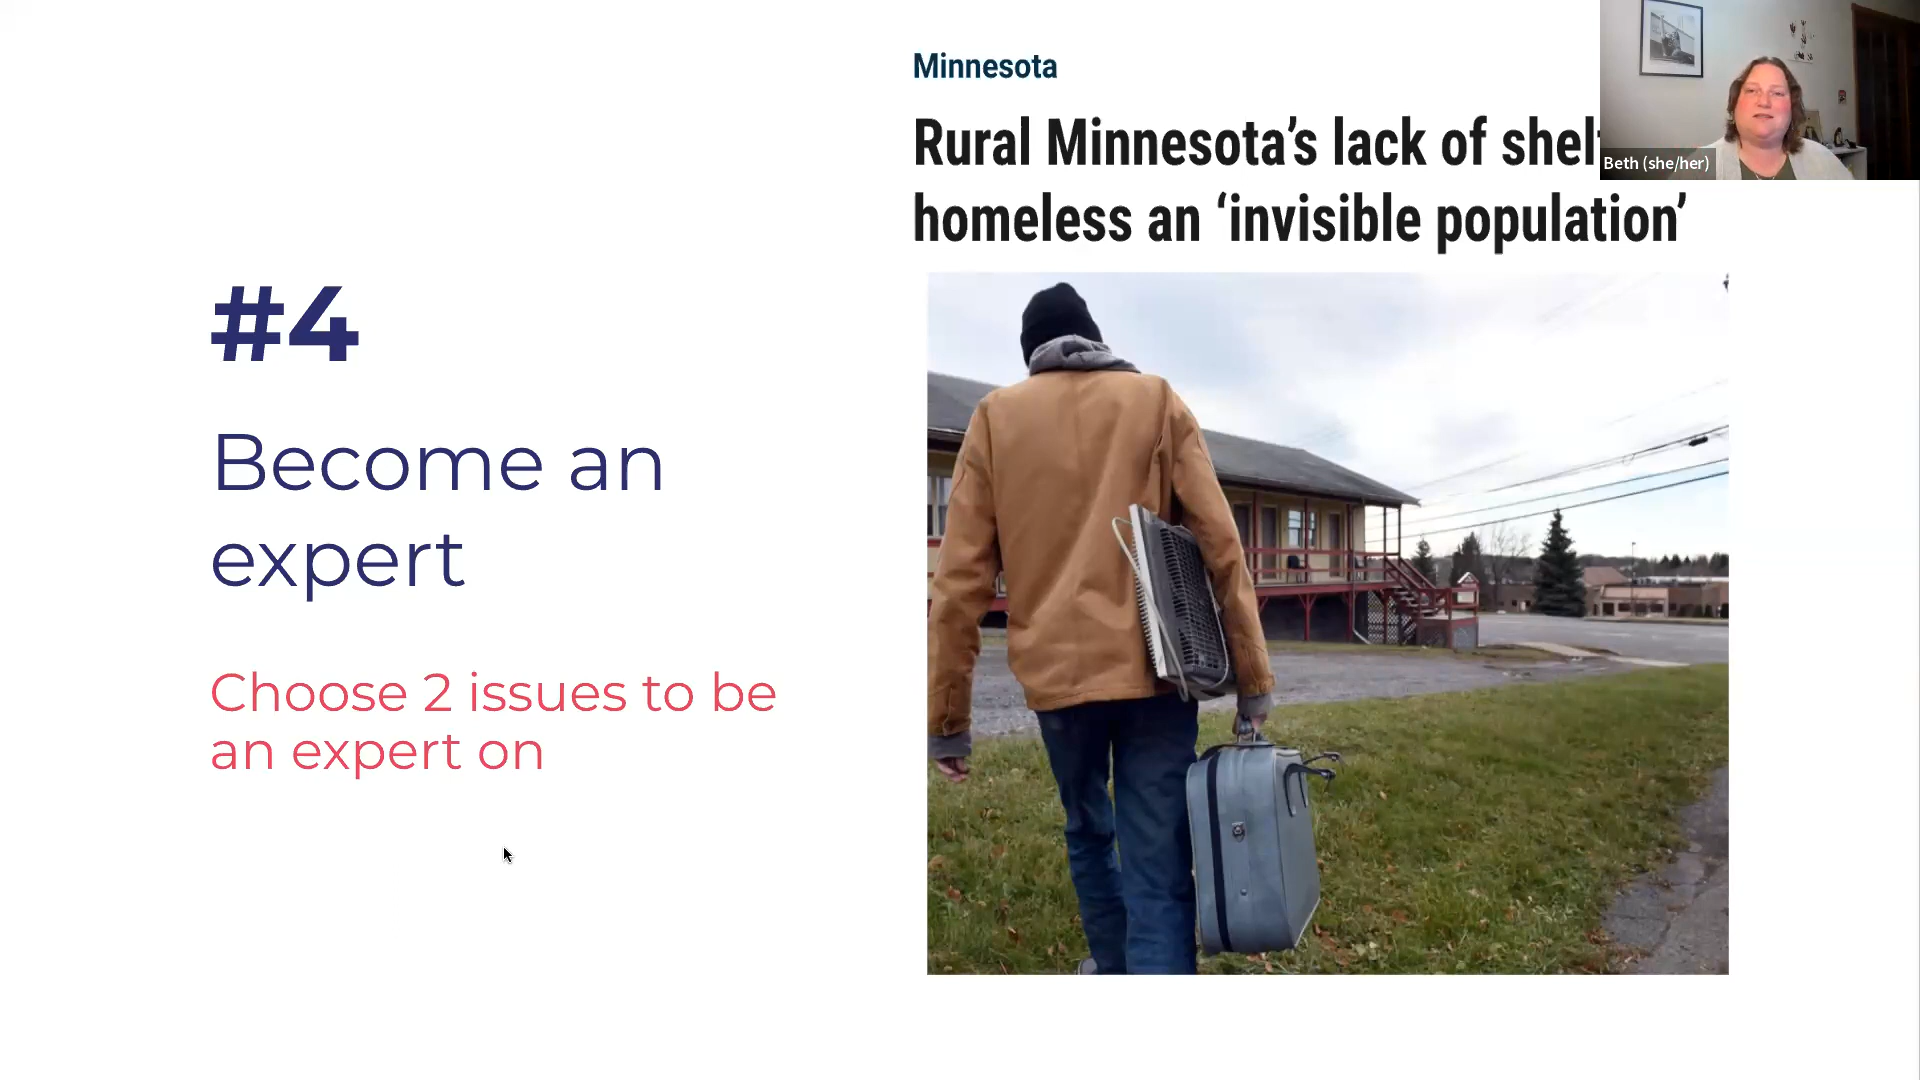 #4
Become an
expert
Choose 2 issues to be
an expert on
Minnesota
Rural Minnesota’s lack of
homeless an ‘invisible population’
Beth (she/her)